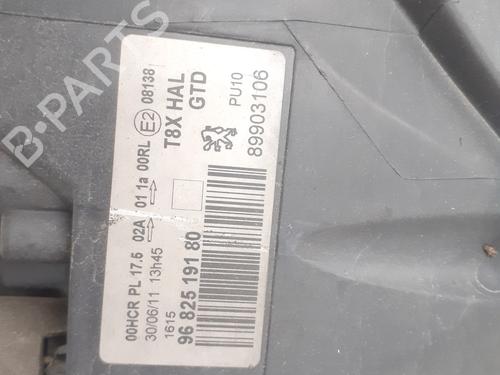 00HCR PL 17.5 02A 01 1a 00RL E2 08138
30/06/11 13h45
T8X HAL
1615
GTD
96 825 191 80
PU10
89903106
B-PARTS